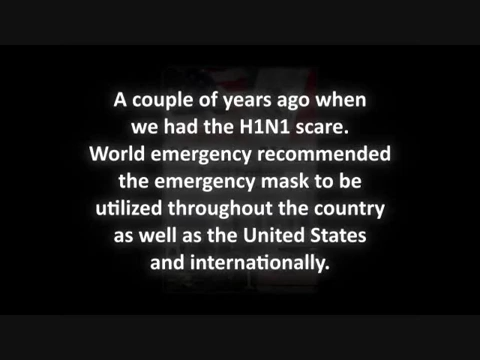 A couple of years ago when
we had the H1N1 scare.
World emergency recommended
the emergency mask to be
utilized throughout the country
as well as the United States
and internationally.